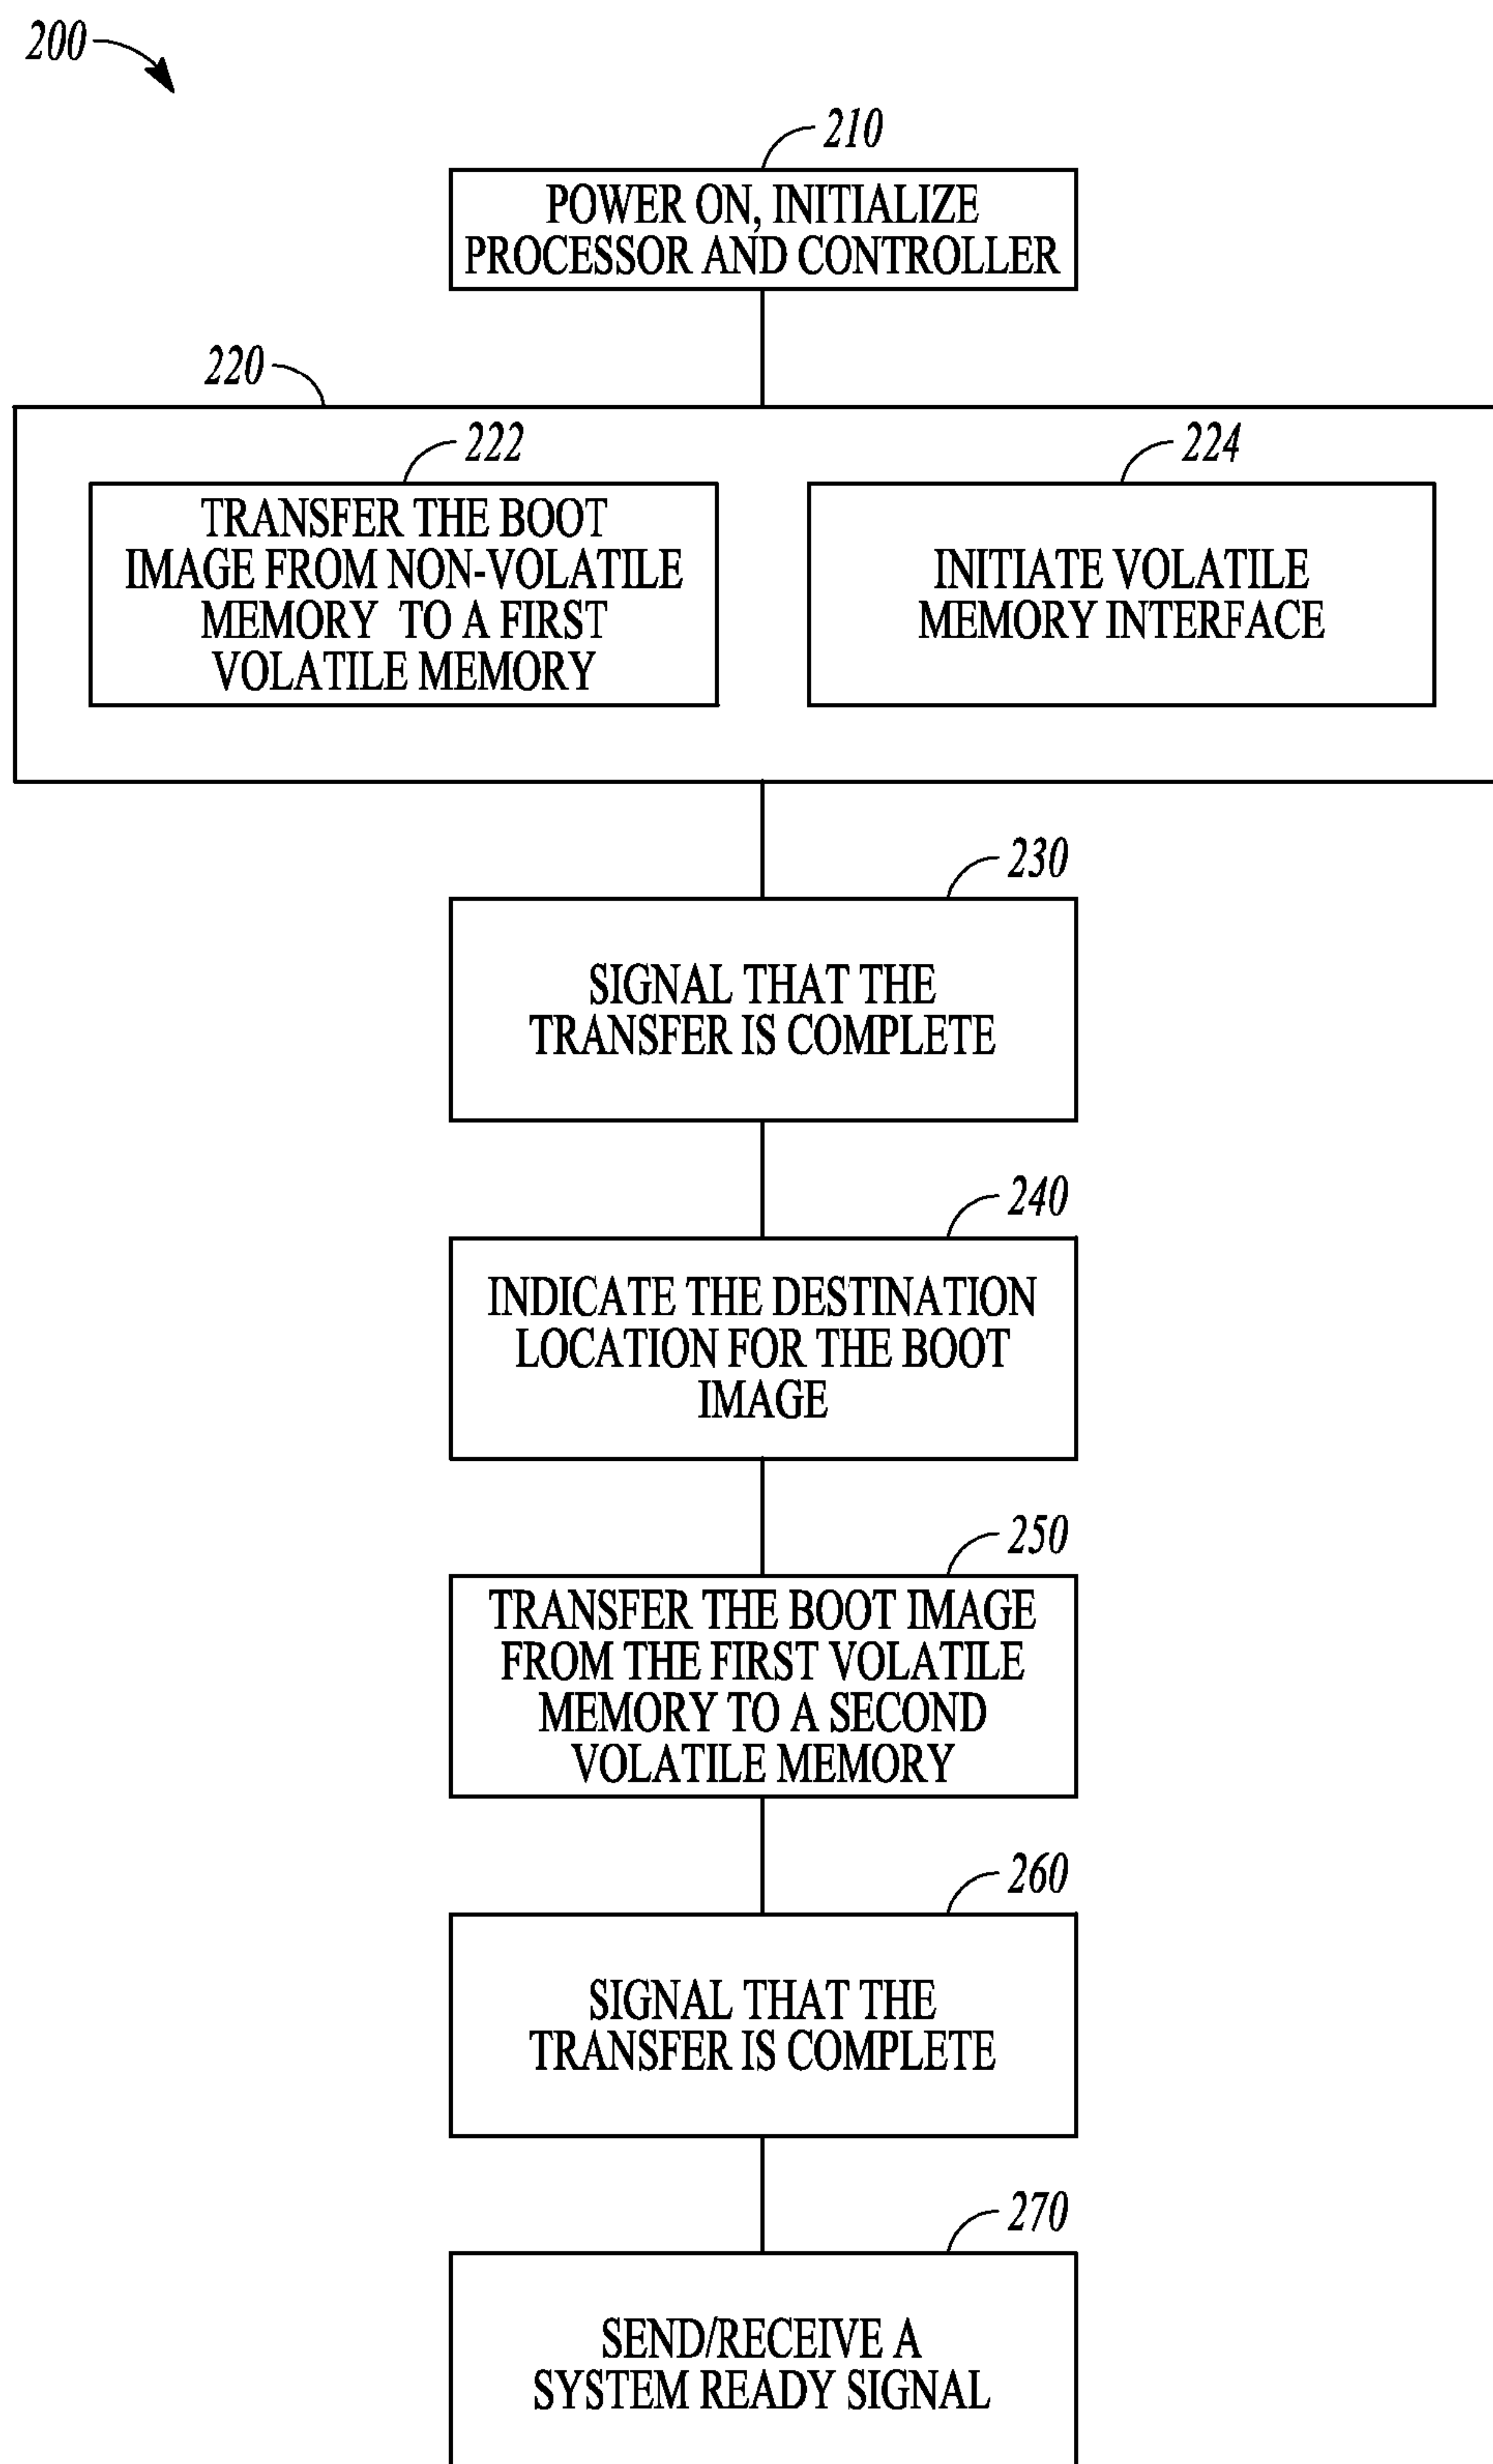 200
210
POWER ON, INITIALIZE
PROCESSOR AND CONTROLLER
220
222
TRANSFER THE BOOT
IMAGE FROM NON-VOLATILE
MEMORY TO A FIRST
VOLATILE MEMORY
224
INITIATE VOLATILE
MEMORY INTERFACE
230
SIGNAL THAT THE
TRANSFER IS COMPLETE
240
INDICATE THE DESTINATION
LOCATION FOR THE BOOT
IMAGE
250
TRANSFER THE BOOT IMAGE
FROM THE FIRST VOLATILE
MEMORY TO A SECOND
VOLATILE MEMORY
260
SIGNAL THAT THE
TRANSFER IS COMPLETE
270
SEND/RECEIVE A
SYSTEM READY SIGNAL